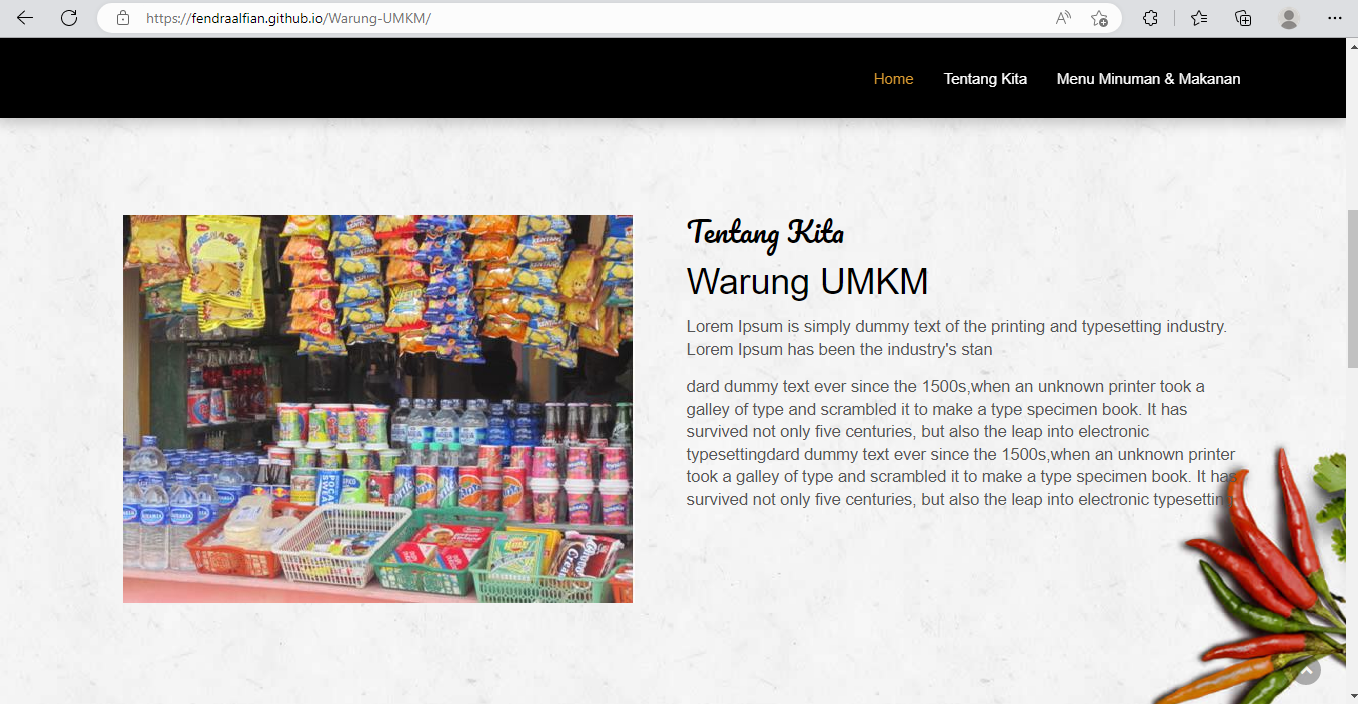 https://fendraalfian.github.io/Warung-UMKM/
Home Tentang Kita Menu Minuman & Makanan
Tentang Kita
Warung UMKM
Lorem Ipsum is simply dummy text of the printing and typesetting industry.
Lorem Ipsum has been the industry's stan
dard dummy text ever since the 1500s,when an unknown printer took a
galley of type and scrambled it to make a type specimen book. It has
survived not only five centuries, but also the leap into electronic
typesettingdard dummy text ever since the 1500s,when an unknown printer
took a galley of type and scrambled it to make a type specimen book. It has
survived not only five centuries, but also the leap into electronic typesetting
KENTANG
POCARI
SWEAT
Fanta